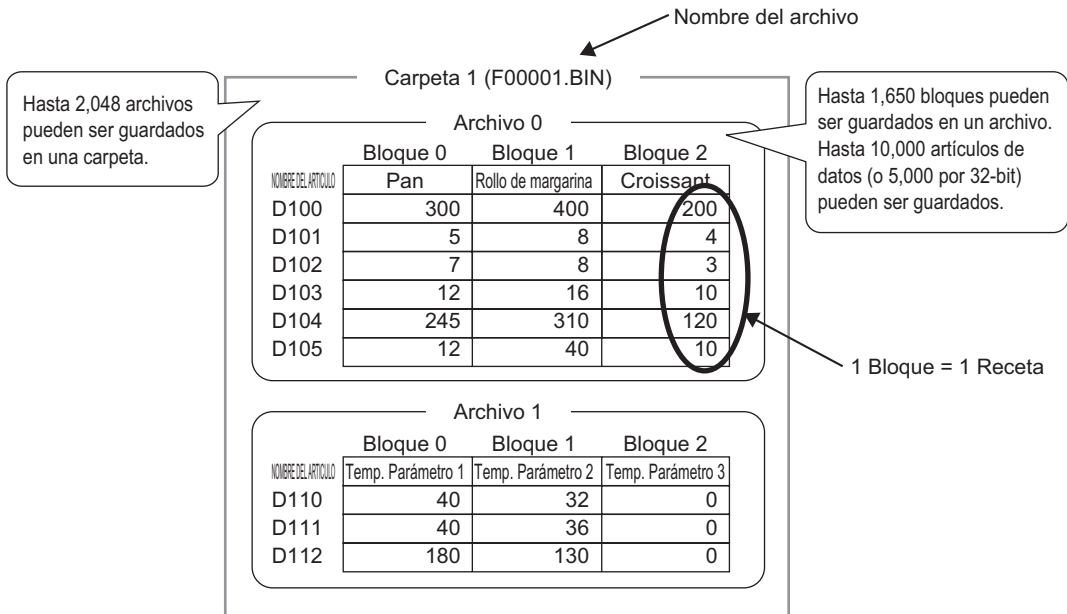 Nombre del archivo
Carpeta 1 (F00001.BIN)
Hasta 2,048 archivos
pueden ser guardados
en una carpeta.
Hasta 1,650 bloques pueden
ser guardados en un archivo.
Hasta 10,000 artículos de
datos (o 5,000 por 32-bit)
pueden ser guardados.
Archivo 0
Bloque 0 Bloque 1 Bloque 2
NOMBRE DEL ARTICULO Pan Rollo de margarina Croissant
D100 300 400 200
D101 5 8 4
D102 7 8 3
D103 12 16 10
D104 245 310 120
D105 12 40 10
1 Bloque = 1 Receta
Archivo 1
Bloque 0 Bloque 1 Bloque 2
NOMBRE DEL ARTICULO Temp. Parámetro 1 Temp. Parámetro 2 Temp. Parámetro 3
D110 40 32 0
D111 40 36 0
D112 180 130 0